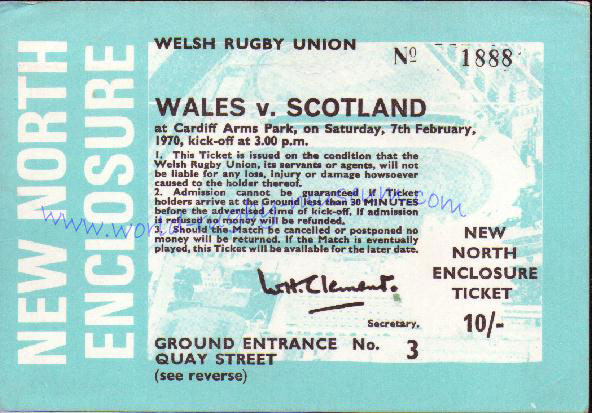 NEW NORTH
ENCLOSURE
WELSH RUGBY UNION
Nº 1888
WALES v. SCOTLAND
at Cardiff Arms Park, on Saturday, 7th February,
1970, kick-off at 3.00 p.m.
1. This Ticket is issued on the condition that the
Welsh Rugby Union, its servants or agents, will not
be liable for any loss, injury or damage howsoever
caused to the holder thereof.
2. Admission cannot be guaranteed if Ticket
holders arrive at the Ground less than 30 MINUTES
before the advertised time of kick-off. If admission
is refused no money will be refunded.
3. Should the Match be cancelled or postponed no
money will be returned. If the Match is eventually
played, this Ticket will be available for the later date.
W.H. Clement.
Secretary.
NEW
NORTH
ENCLOSURE
TICKET
10/-
GROUND ENTRANCE No. 3
QUAY STREET
(see reverse)